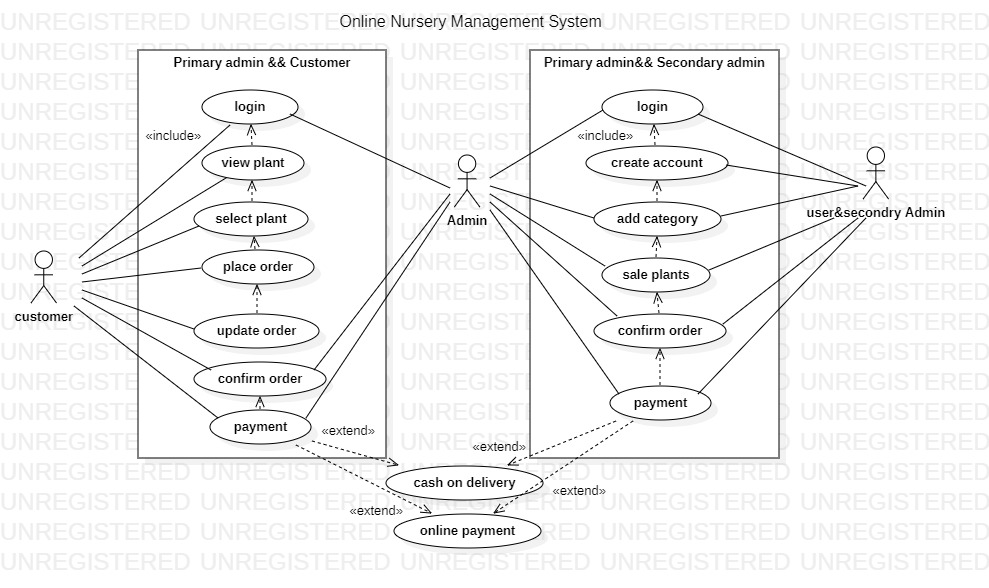 Online Nursery Management System
Primary admin && Customer
login
«include»
view plant
select plant
place order
update order
confirm order
payment
customer
Admin
Primary admin&& Secondary admin
login
«include»
create account
add category
sale plants
confirm order
payment
user&secondry Admin
«extend»
«extend»
cash on delivery
«extend»
«extend»
online payment
UNREGISTERED UNREGISTERED UNREGISTERED UNREGISTERED UNREGISTERED